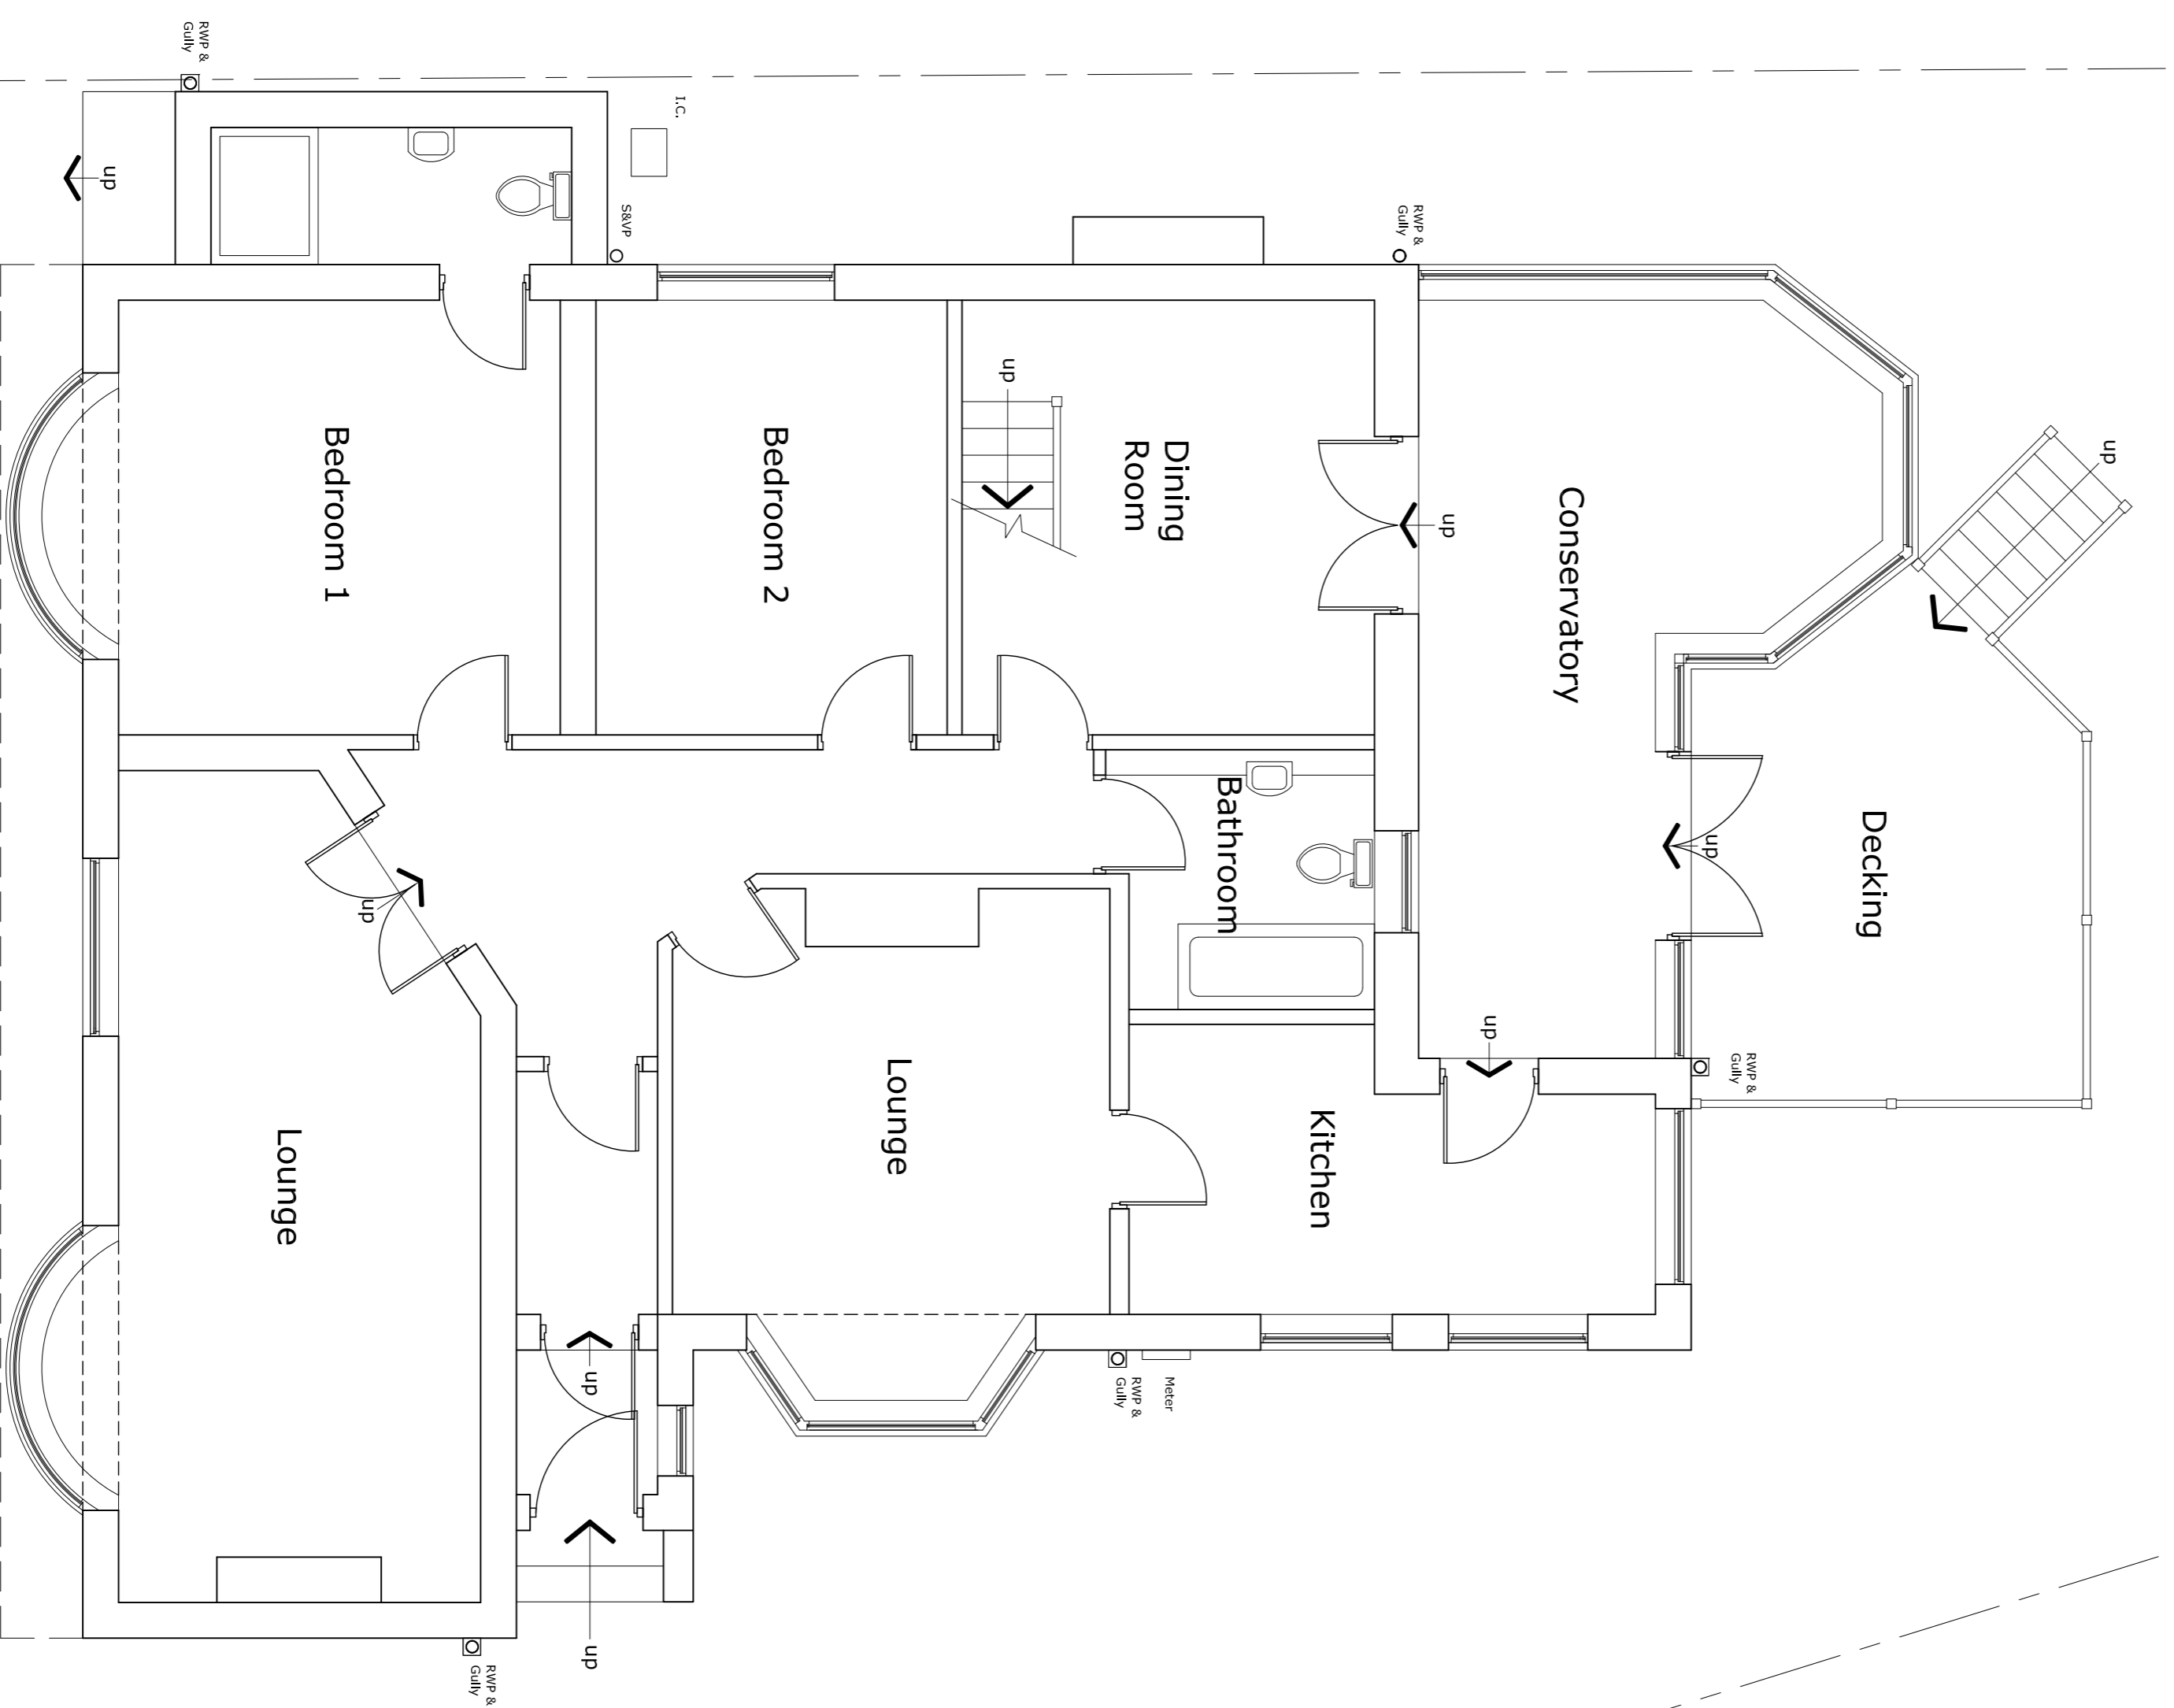 up
Decking
RWP &
Gully
up
Conservatory
up
up
RWP &
Gully
Kitchen
Bathroom
Dining
Room
Meter
RWP &
Gully
up
Lounge
Bedroom 2
I.C.
S&VP
up
up
RWP &
Gully
up
Bedroom 1
Lounge
RWP &
Gully
up